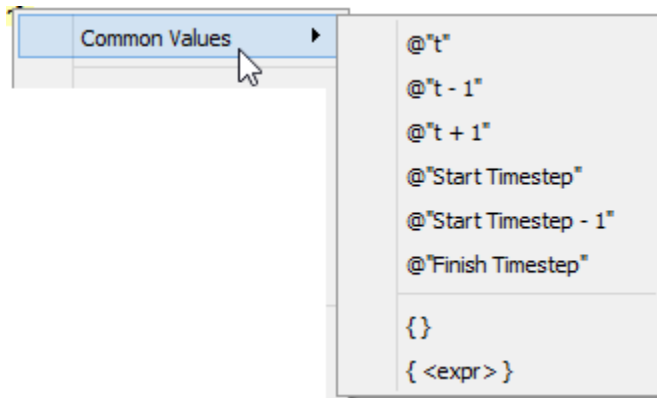 Common Values
@"t"
@"t - 1"
@"t + 1"
@"Start Timestep"
@"Start Timestep - 1"
@"Finish Timestep"
{}
{ <expr> }